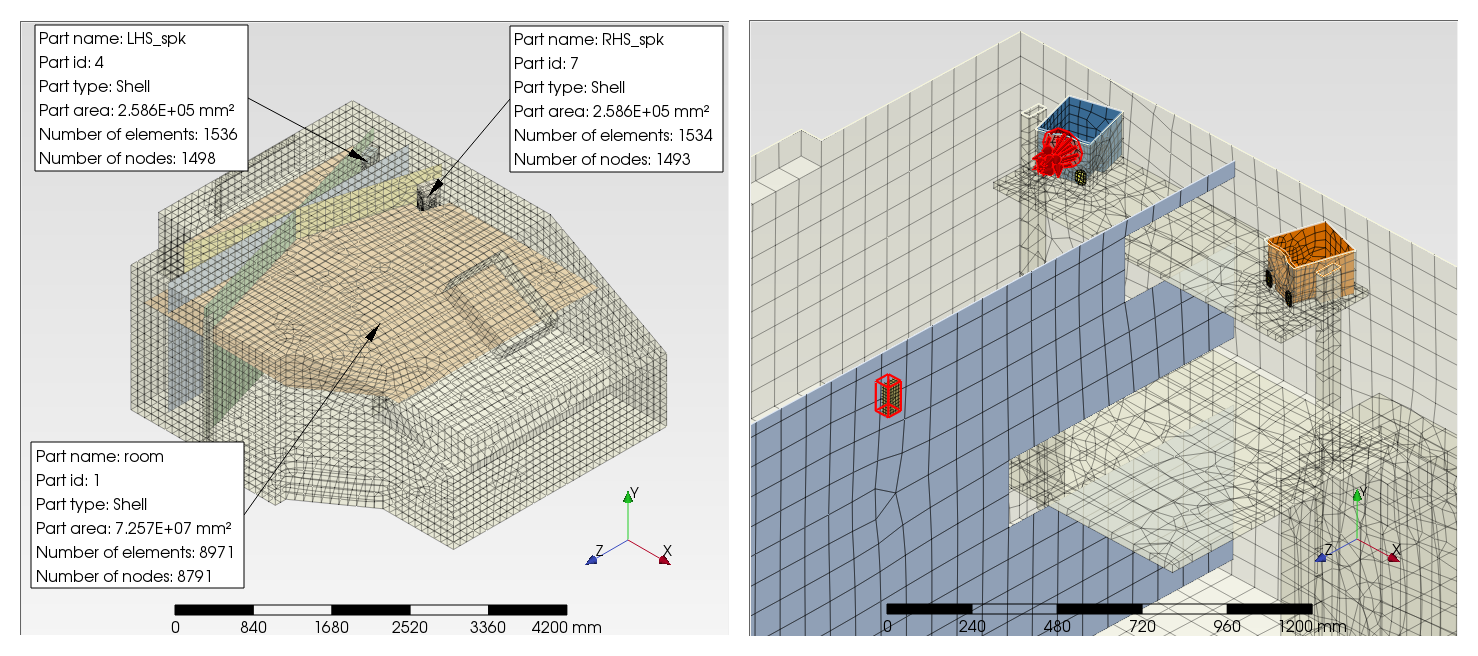 Part name: LHS_spk
Part id: 4
Part type: Shell
Part area: 2.586E+05 mm²
Number of elements: 1536
Number of nodes: 1498
Part name: RHS_spk
Part id: 7
Part type: Shell
Part area: 2.586E+05 mm²
Number of elements: 1534
Number of nodes: 1493
Part name: room
Part id: 1
Part type: Shell
Part area: 7.257E+07 mm²
Number of elements: 8971
Number of nodes: 8791
Y
Z X
0 840 1680 2520 3360 4200 mm
Y
Z X
0 240 480 720 960 1200 mm